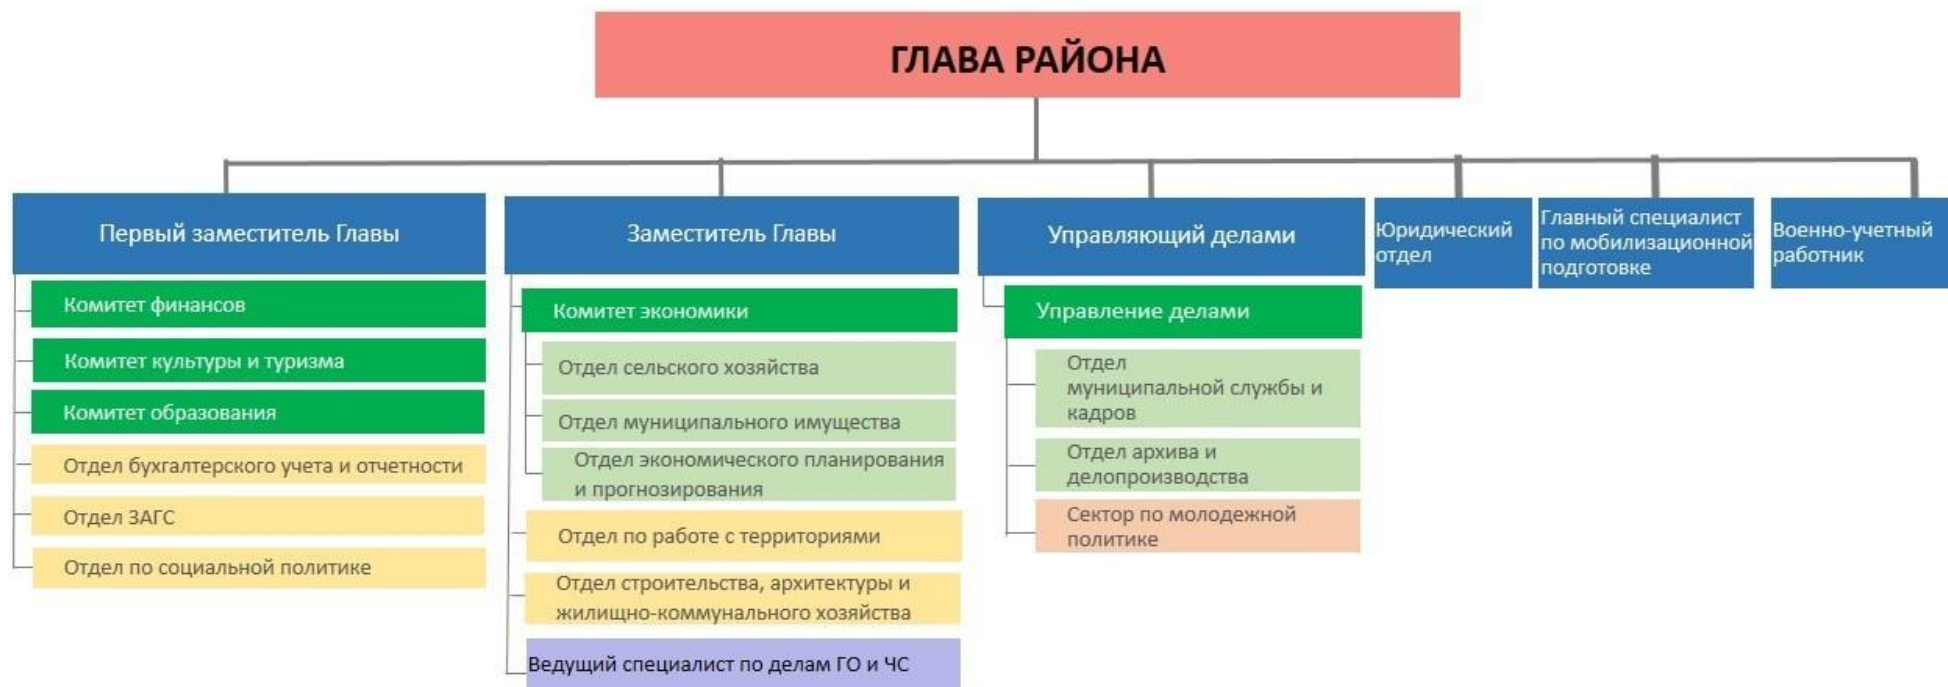 ГЛАВА РАЙОНА
Первый заместитель Главы
Комитет финансов
Комитет культуры и туризма
Комитет образования
Отдел бухгалтерского учета и отчетности
Отдел ЗАГС
Отдел по социальной политике
Заместитель Главы
Комитет экономики
Отдел сельского хозяйства
Отдел муниципального имущества
Отдел экономического планирования
и прогнозирования
Отдел по работе с территориями
Отдел строительства, архитектуры и
жилищно-коммунального хозяйства
Ведущий специалист по делам ГО и ЧС
Управляющий делами
Управление делами
Отдел
муниципальной службы и
кадров
Отдел архива и
делопроизводства
Сектор по молодежной
политике
Юридический
отдел
Главный специалист
по мобилизационной
подготовке
Военно-учетный
работник